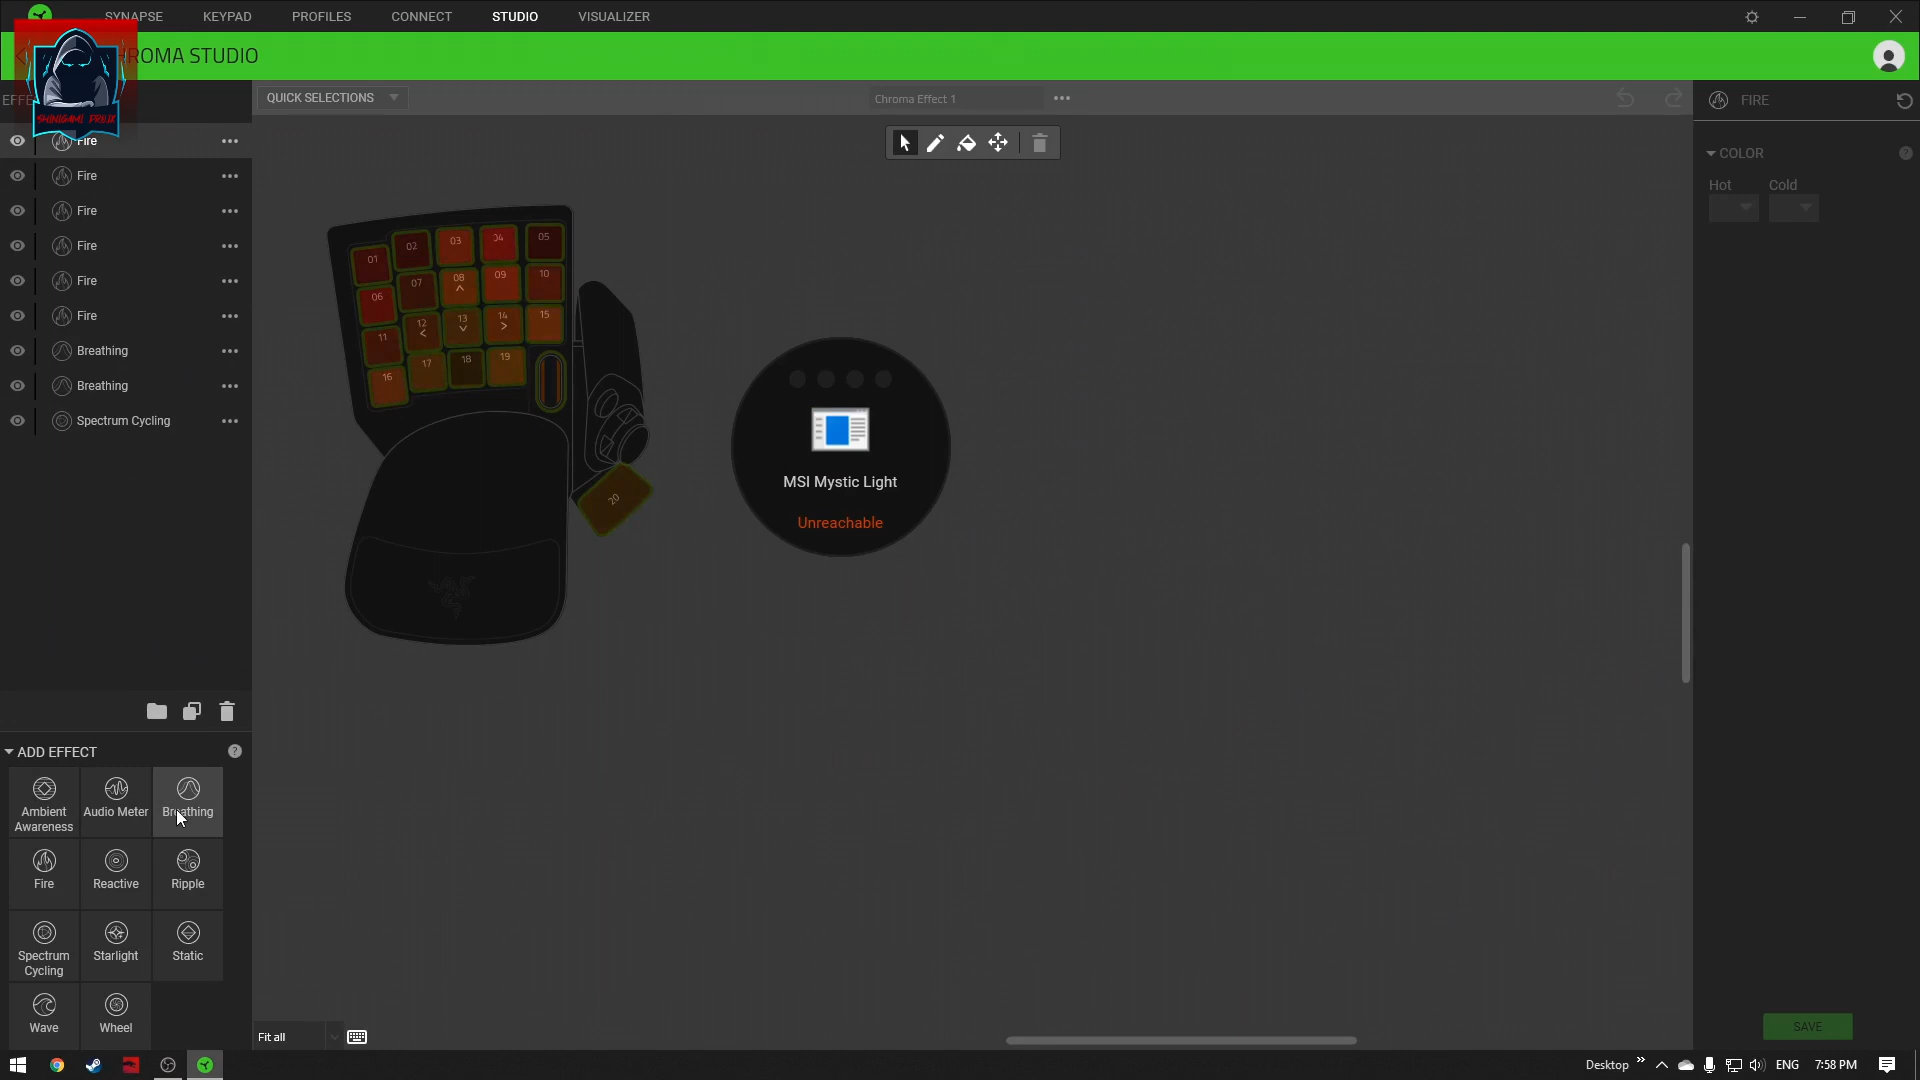 SYNAPSE KEYPAD PROFILES CONNECT STUDIO VISUALIZER
ROMA STUDIO
SHINIGAMI
EFFE
QUICK SELECTIONS
Chroma Effect 1
FIRE
Fire
Fire
Fire
Fire
Fire
Fire
Breathing
Breathing
Spectrum Cycling
COLOR
Hot Cold
01 02 03 04 05
06 07 08 09 10
11 12 13 14 15
16 17 18 19
20
MSI Mystic Light
Unreachable
ADD EFFECT
Ambient
Awareness
Audio Meter
Breathing
Fire
Reactive
Ripple
Spectrum
Cycling
Starlight
Static
Wave
Wheel
Fit all
SAVE
Desktop
ENG
7:58 PM